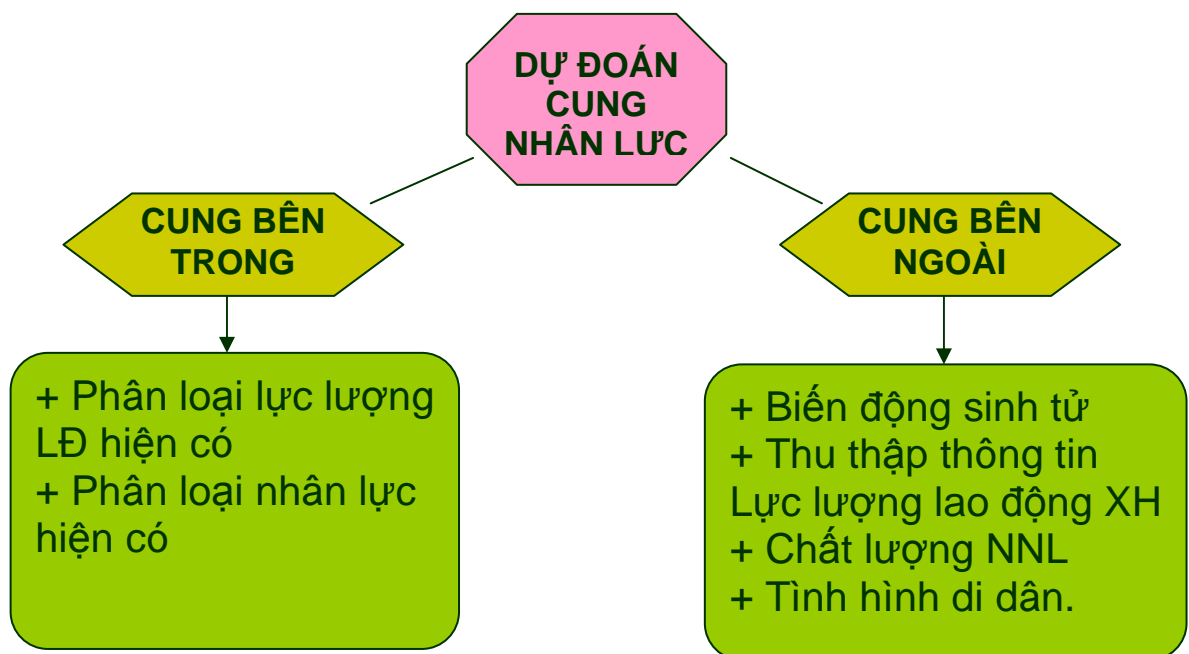 DỰ ĐOÁN
CUNG
NHÂN LƯC
CUNG BÊN
TRONG
+ Phân loại lực lượng
LĐ hiện có
+ Phân loại nhân lực
hiện có
CUNG BÊN
NGOÀI
+ Biến động sinh tử
+ Thu thập thông tin
Lực lượng lao động XH
+ Chất lượng NNL
+ Tình hình di dân.